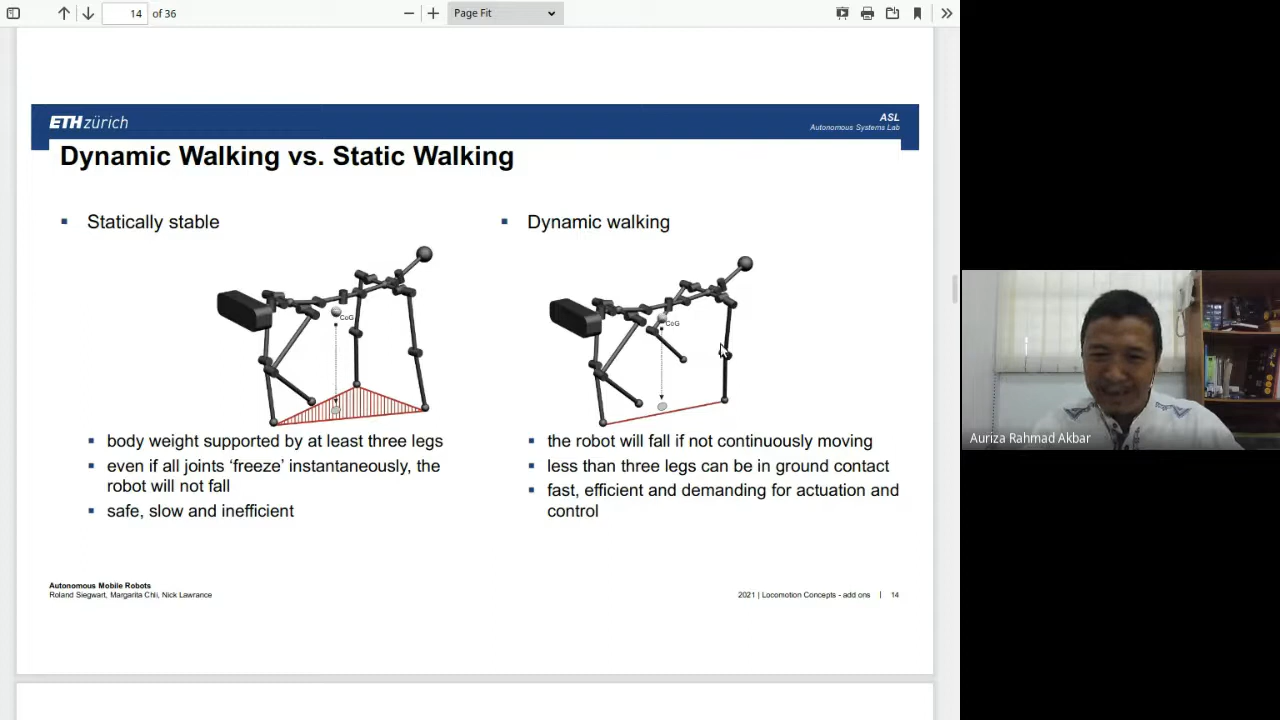 14 of 36
Page Fit
ETH zürich
ASL
Autonomous Systems Lab
Dynamic Walking vs. Static Walking
Statically stable
CoG
body weight supported by at least three legs
even if all joints ‘freeze’ instantaneously, the
robot will not fall
safe, slow and inefficient
Dynamic walking
CoG
the robot will fall if not continuously moving
less than three legs can be in ground contact
fast, efficient and demanding for actuation and
control
Autonomous Mobile Robots
Roland Siegwart, Margarita Chli, Nick Lawrance
2021 | Locomotion Concepts - add ons | 14
Auriza Rahmad Akbar